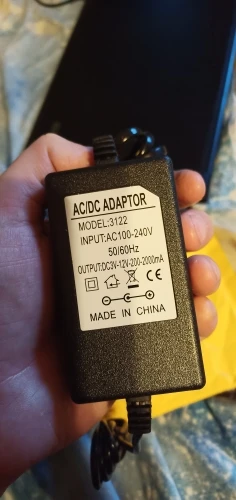 AC/DC ADAPTOR
MODEL:3122
INPUT:AC100-240V
50/60Hz
OUTPUT:DC3V-12V-200-2000mA
CE
MADE IN CHINA